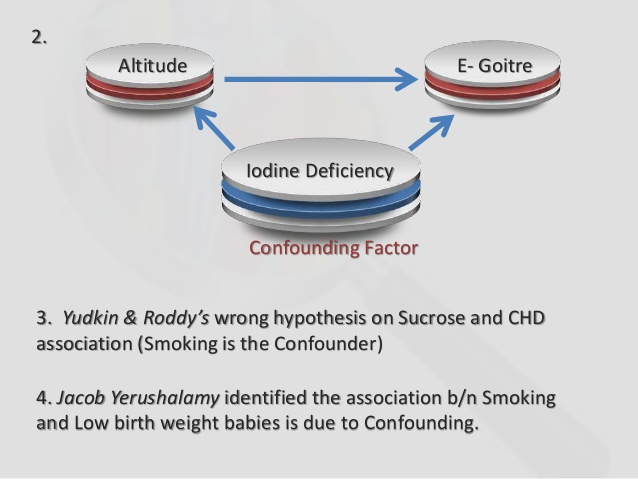 2.
Altitude E- Goitre
Iodine Deficiency
Confounding Factor
3. Yudkin & Roddy's wrong hypothesis on Sucrose and CHD
association (Smoking is the Confounder)
4. Jacob Yerushalamy identified the association b/n Smoking
and Low birth weight babies is due to Confounding.